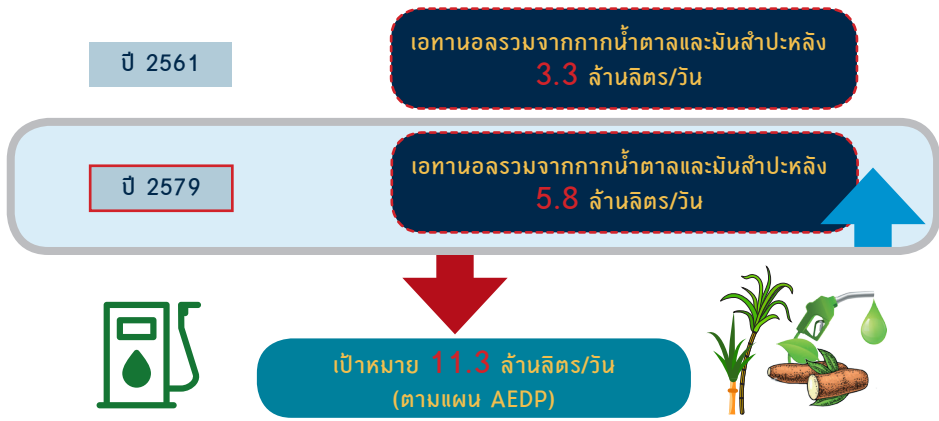 ปี 2561
เอทานอลรวมจากกากน้ำตาลและมันสำปะหลัง
3.3 ล้านลิตร/วัน
ปี 2579
เอทานอลรวมจากกากน้ำตาลและมันสำปะหลัง
5.8 ล้านลิตร/วัน
เป้าหมาย 11.3 ล้านลิตร/วัน
(ตามแผน AEDP)